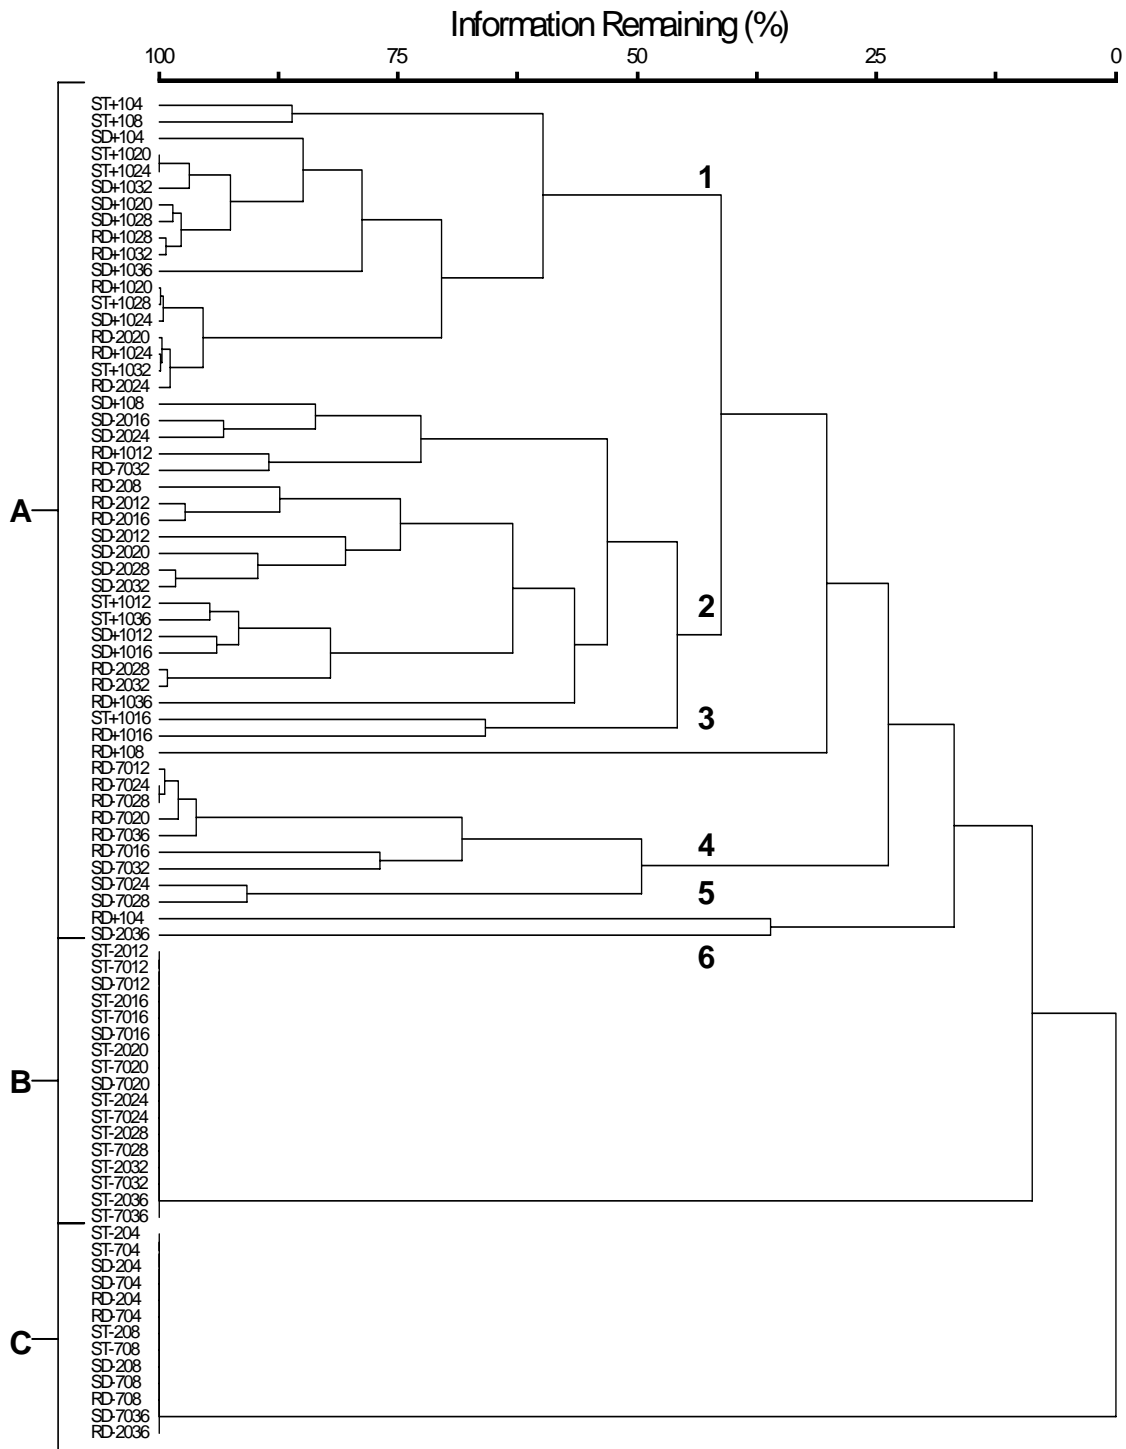 Information Remaining (%)
100 75 50 25 0
ST+104
ST+108
SD+104
ST+1020
ST+1024
1
SD+1032
SD+1020
SD+1028
RD+1028
RD+1032
SD+1036
RD+1020
ST+1028
SD+1024
RD-2020
RD+1024
ST+1032
RD-2024
SD+108
SD-2016
SD-2024
RD+1012
RD-7032
RD-208
RD-2012
A
RD-2016
SD-2012
SD-2020
SD-2028
SD-2032
ST+1012
2
ST+1036
SD+1012
SD+1016
RD-2028
RD-2032
RD+1036
ST+1016
3
RD+1016
RD+108
RD-7012
RD-7024
RD-7028
RD-7020
RD-7036
4
RD-7016
SD-7032
SD-7024
5
SD-7028
RD+104
SD-2036
ST-2012
6
ST-7012
SD-7012
ST-2016
ST-7016
SD-7016
ST-2020
ST-7020
B
SD-7020
ST-2024
ST-7024
ST-2028
ST-7028
ST-2032
ST-7032
ST-2036
ST-7036
ST-204
ST-704
SD-204
SD-704
RD-204
RD-704
ST-208
C
ST-708
SD-208
SD-708
RD-708
SD-7036
RD-2036